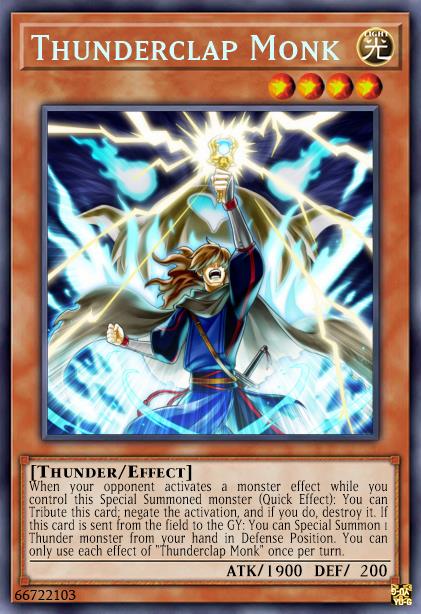 THUNDERCLAP MONK
LIGHT
光
[THUNDER/EFFECT]
When your opponent activates a monster effect while you
control this Special Summoned monster (Quick Effect): You can
Tribute this card; negate the activation, and if you do, destroy it. If
this card is sent from the field to the GY: You can Special Summon 1
Thunder monster from your hand in Defense Position. You can
only use each effect of "Thunderclap Monk" once per turn.
ATK/1900 DEF/ 200
66722103